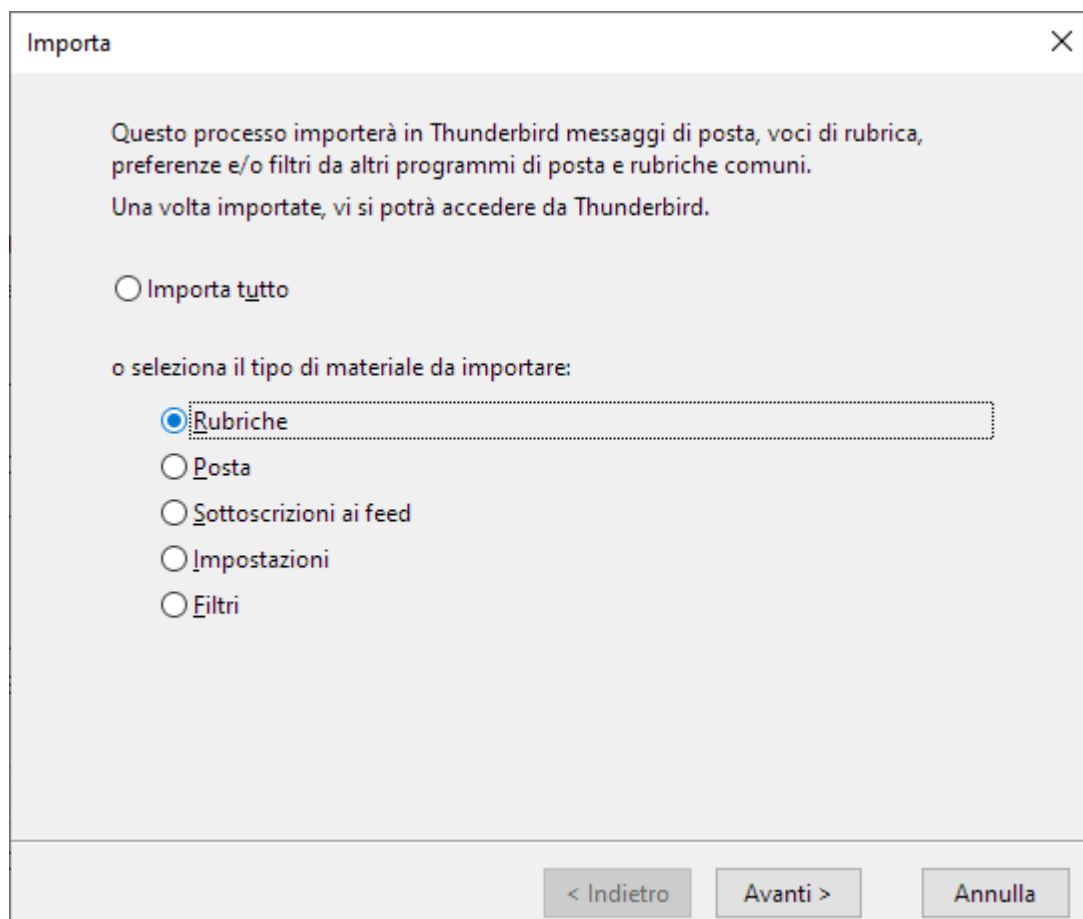 Importa
Questo processo importerà in Thunderbird messaggi di posta, voci di rubrica,
preferenze e/o filtri da altri programmi di posta e rubriche comuni.
Una volta importate, vi si potrà accedere da Thunderbird.
Importa tutto
o seleziona il tipo di materiale da importare:
Rubriche
Posta
Sottoscrizioni ai feed
Impostazioni
Filtri
< Indietro
Avanti >
Annulla